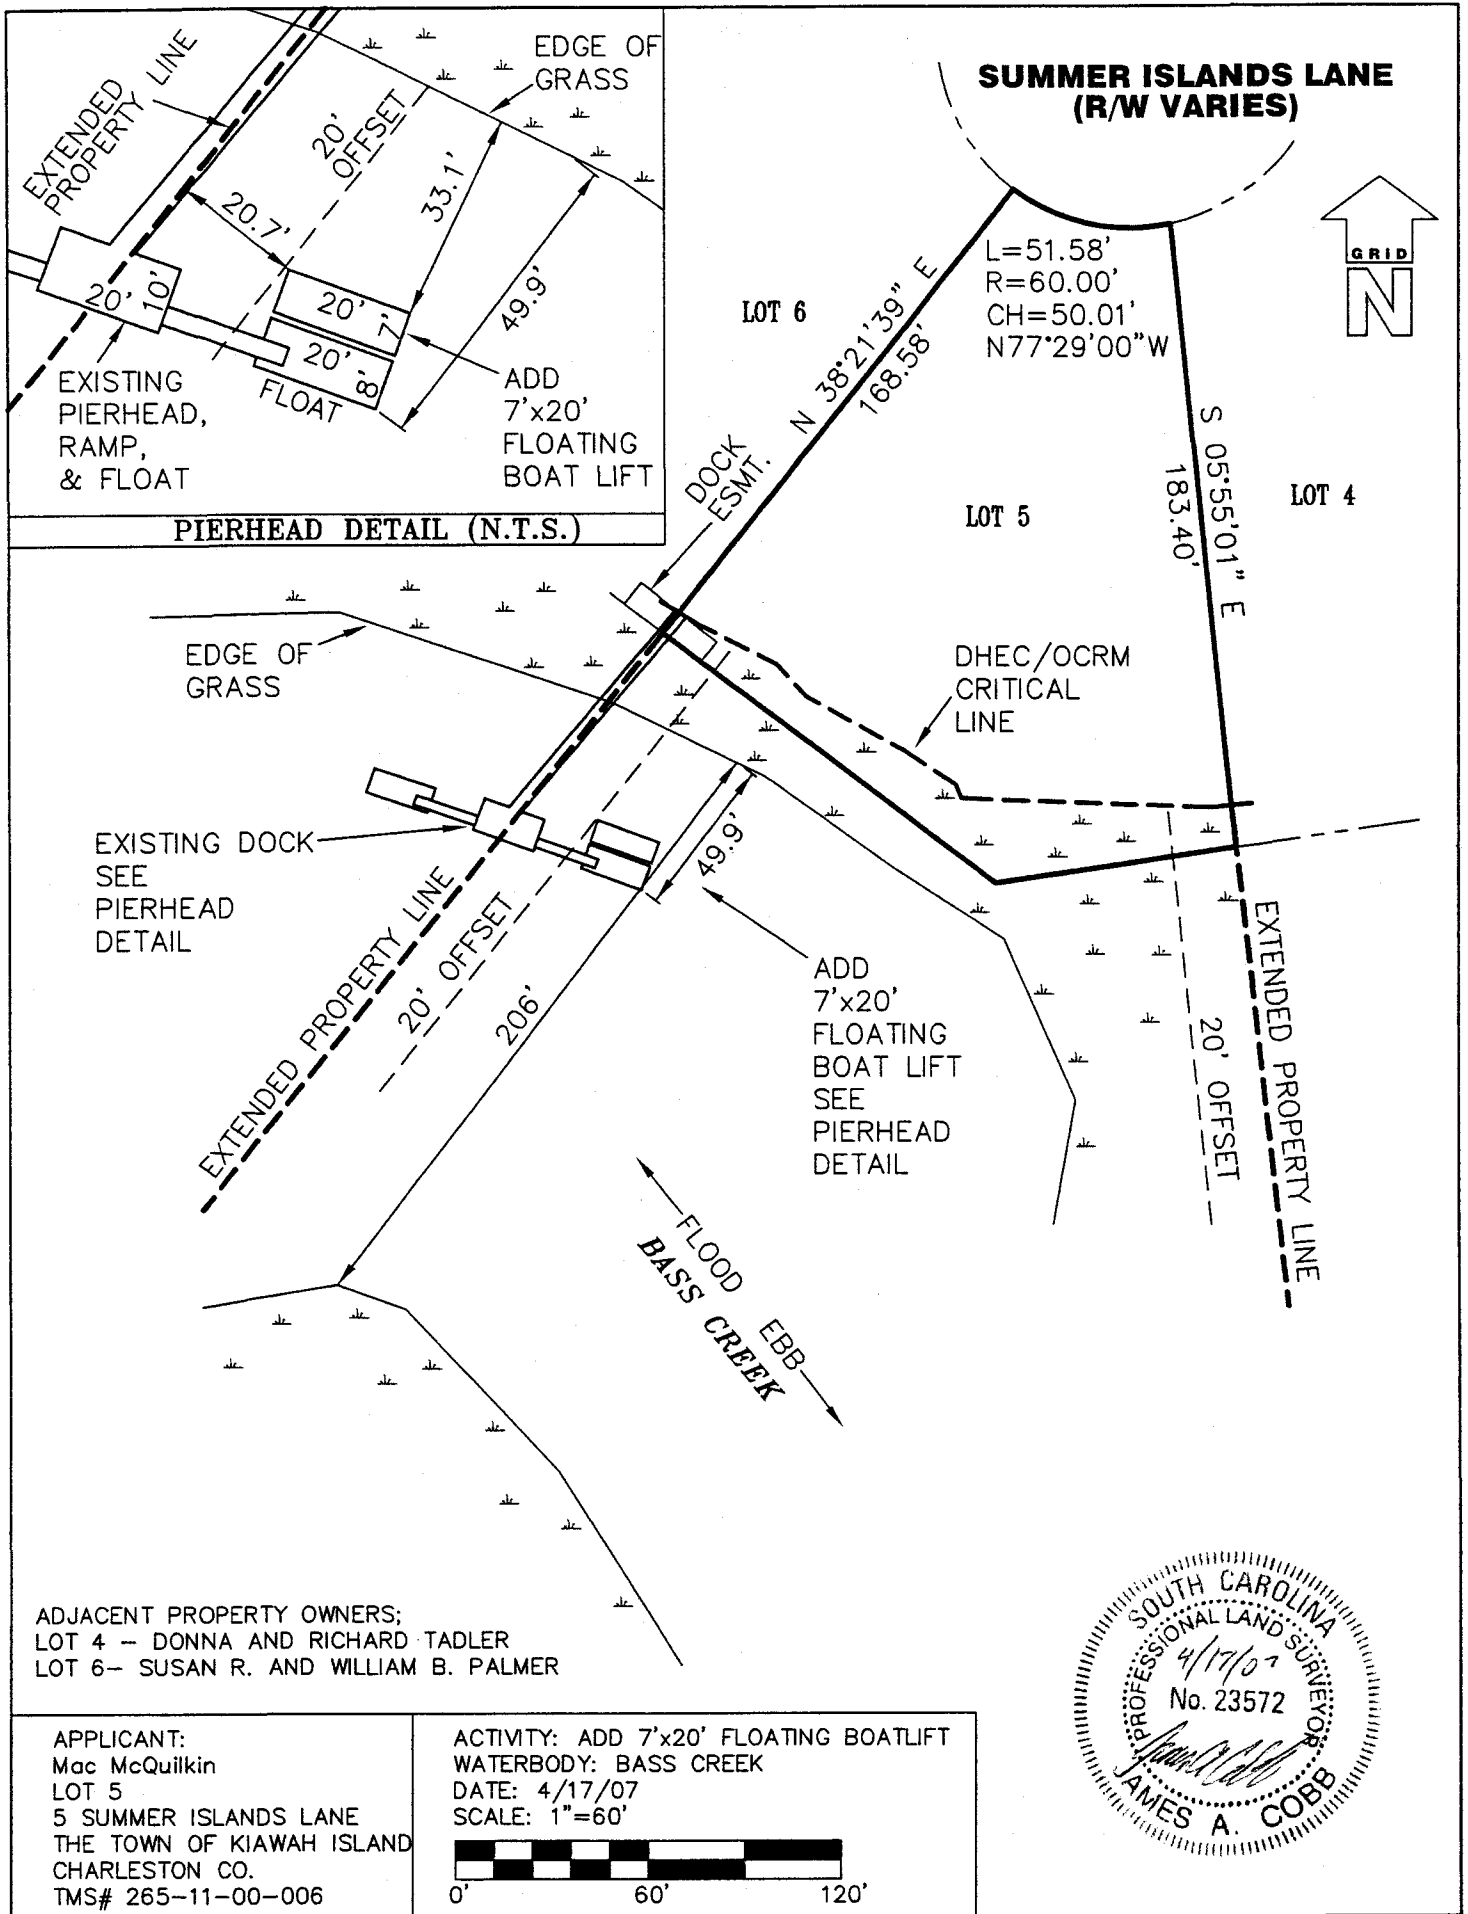 EXTENDED
PROPERTY LINE
EDGE OF
GRASS
20'
OFFSET
33.1'
20.7'
49.9'
20' 10'
20' 7'
20' 8'
FLOAT
EXISTING
PIERHEAD,
RAMP,
& FLOAT
ADD
7'x20'
FLOATING
BOAT LIFT
PIERHEAD DETAIL (N.T.S.)
SUMMER ISLANDS LANE
(R/W VARIES)
GRID
N
L=51.58'
R=60.00'
CH=50.01'
N77°29'00"W
LOT 6
N 38°21'39" E
168.58'
S 05°55'01" E
183.40'
LOT 5
LOT 4
DOCK
ESMT.
EDGE OF
GRASS
DHEC/OCRM
CRITICAL
LINE
EXISTING DOCK
SEE
PIERHEAD
DETAIL
49.9'
EXTENDED PROPERTY LINE
20' OFFSET
206'
ADD
7'x20'
FLOATING
BOAT LIFT
SEE
PIERHEAD
DETAIL
EXTENDED PROPERTY LINE
20' OFFSET
FLOOD EBB
BASS CREEK
ADJACENT PROPERTY OWNERS;
LOT 4 – DONNA AND RICHARD TADLER
LOT 6– SUSAN R. AND WILLIAM B. PALMER
SOUTH CAROLINA
PROFESSIONAL LAND SURVEYOR
4/17/07
No. 23572
JAMES A. COBB
APPLICANT:
Mac McQuilkin
LOT 5
5 SUMMER ISLANDS LANE
THE TOWN OF KIAWAH ISLAND
CHARLESTON CO.
TMS# 265–11–00–006
ACTIVITY: ADD 7'x20' FLOATING BOATLIFT
WATERBODY: BASS CREEK
DATE: 4/17/07
SCALE: 1"=60'
0' 60' 120'